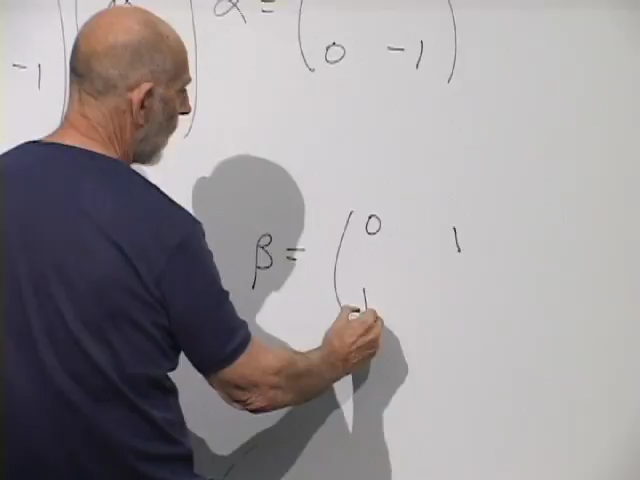 α =
-1 0 -1
β = ( 0 1
1